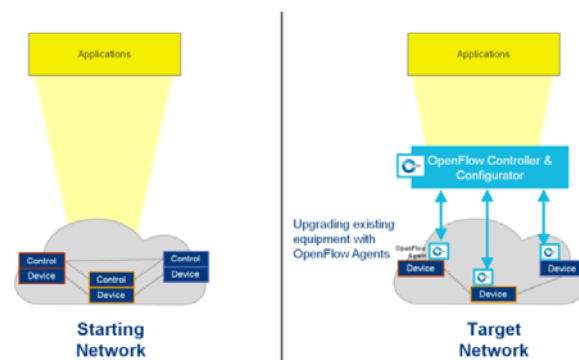 Applications
Control
Device
Control
Device
Control
Device
Starting
Network
Applications
OpenFlow Controller &
Configurator
Upgrading existing
equipment with
OpenFlow Agents
OpenFlow
Agent
Device
Device
Device
Target
Network